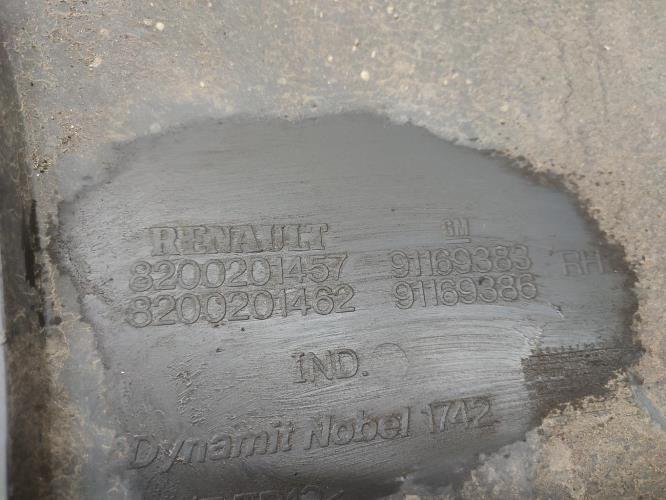 RENAULT GM
8200201457 91169383 RH
8200201462 91169386
IND.
Dynamit Nobel 1742